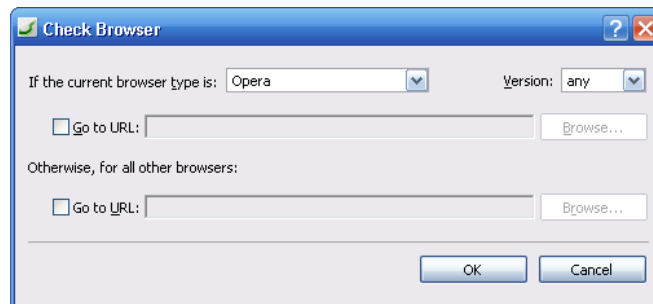 Check Browser
If the current browser type is: Opera Version: any
Go to URL: Browse...
Otherwise, for all other browsers:
Go to URL: Browse...
OK Cancel